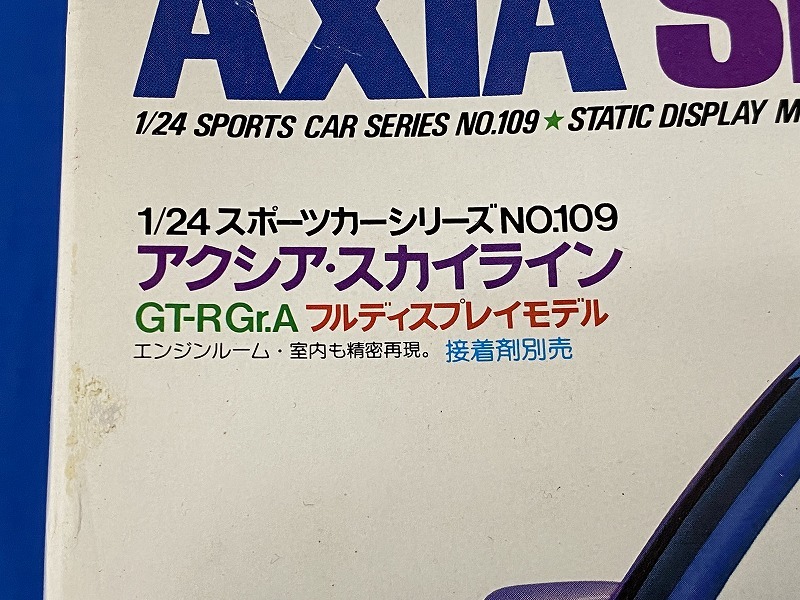 AXIA
1/24 SPORTS CAR SERIES NO.109 ★ STATIC DISPLAY
1/24スポーツカーシリーズNO.109
アクシア・スカイライン
GT-R Gr.A フルディスプレイモデル
エンジンルーム・室内も精密再現。 接着剤別売